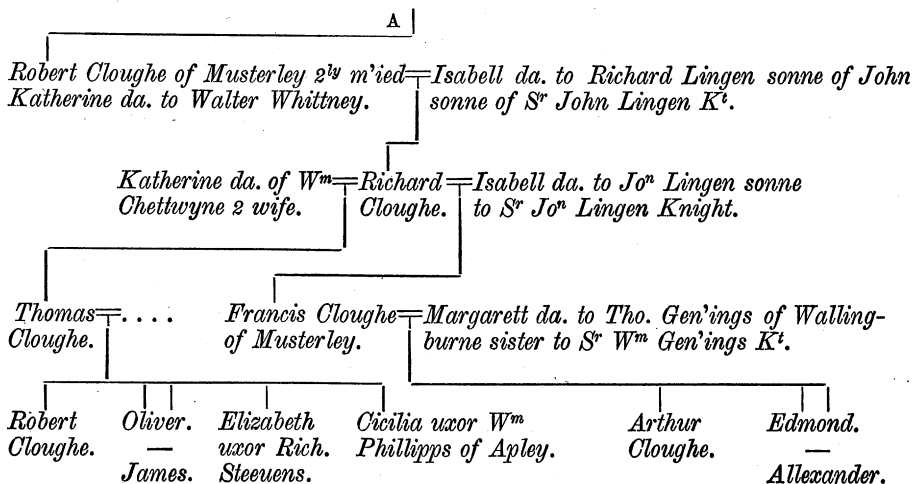 A
Robert Cloughe of Musterley 2ly m'ied Isabell da. to Richard Lingen sonne of John
Katherine da. to Walter Whittney. sonne of Sr John Lingen Kt.
Katherine da. of Wm Richard Isabell da. to Jon Lingen sonne
Chettwyne 2 wife. Cloughe. to Sr Jon Lingen Knight.
Thomas .... Francis Cloughe Margarett da. to Tho. Gen'ings of Walling-
Cloughe. of Musterley. burne sister to Sr Wm Gen'ings Kt.
Robert Oliver. Elizabeth Cicilia uxor Wm Arthur Edmond.
Cloughe. — uxor Rich. Phillipps of Apley. Cloughe. —
James. Steeuens. Allexander.